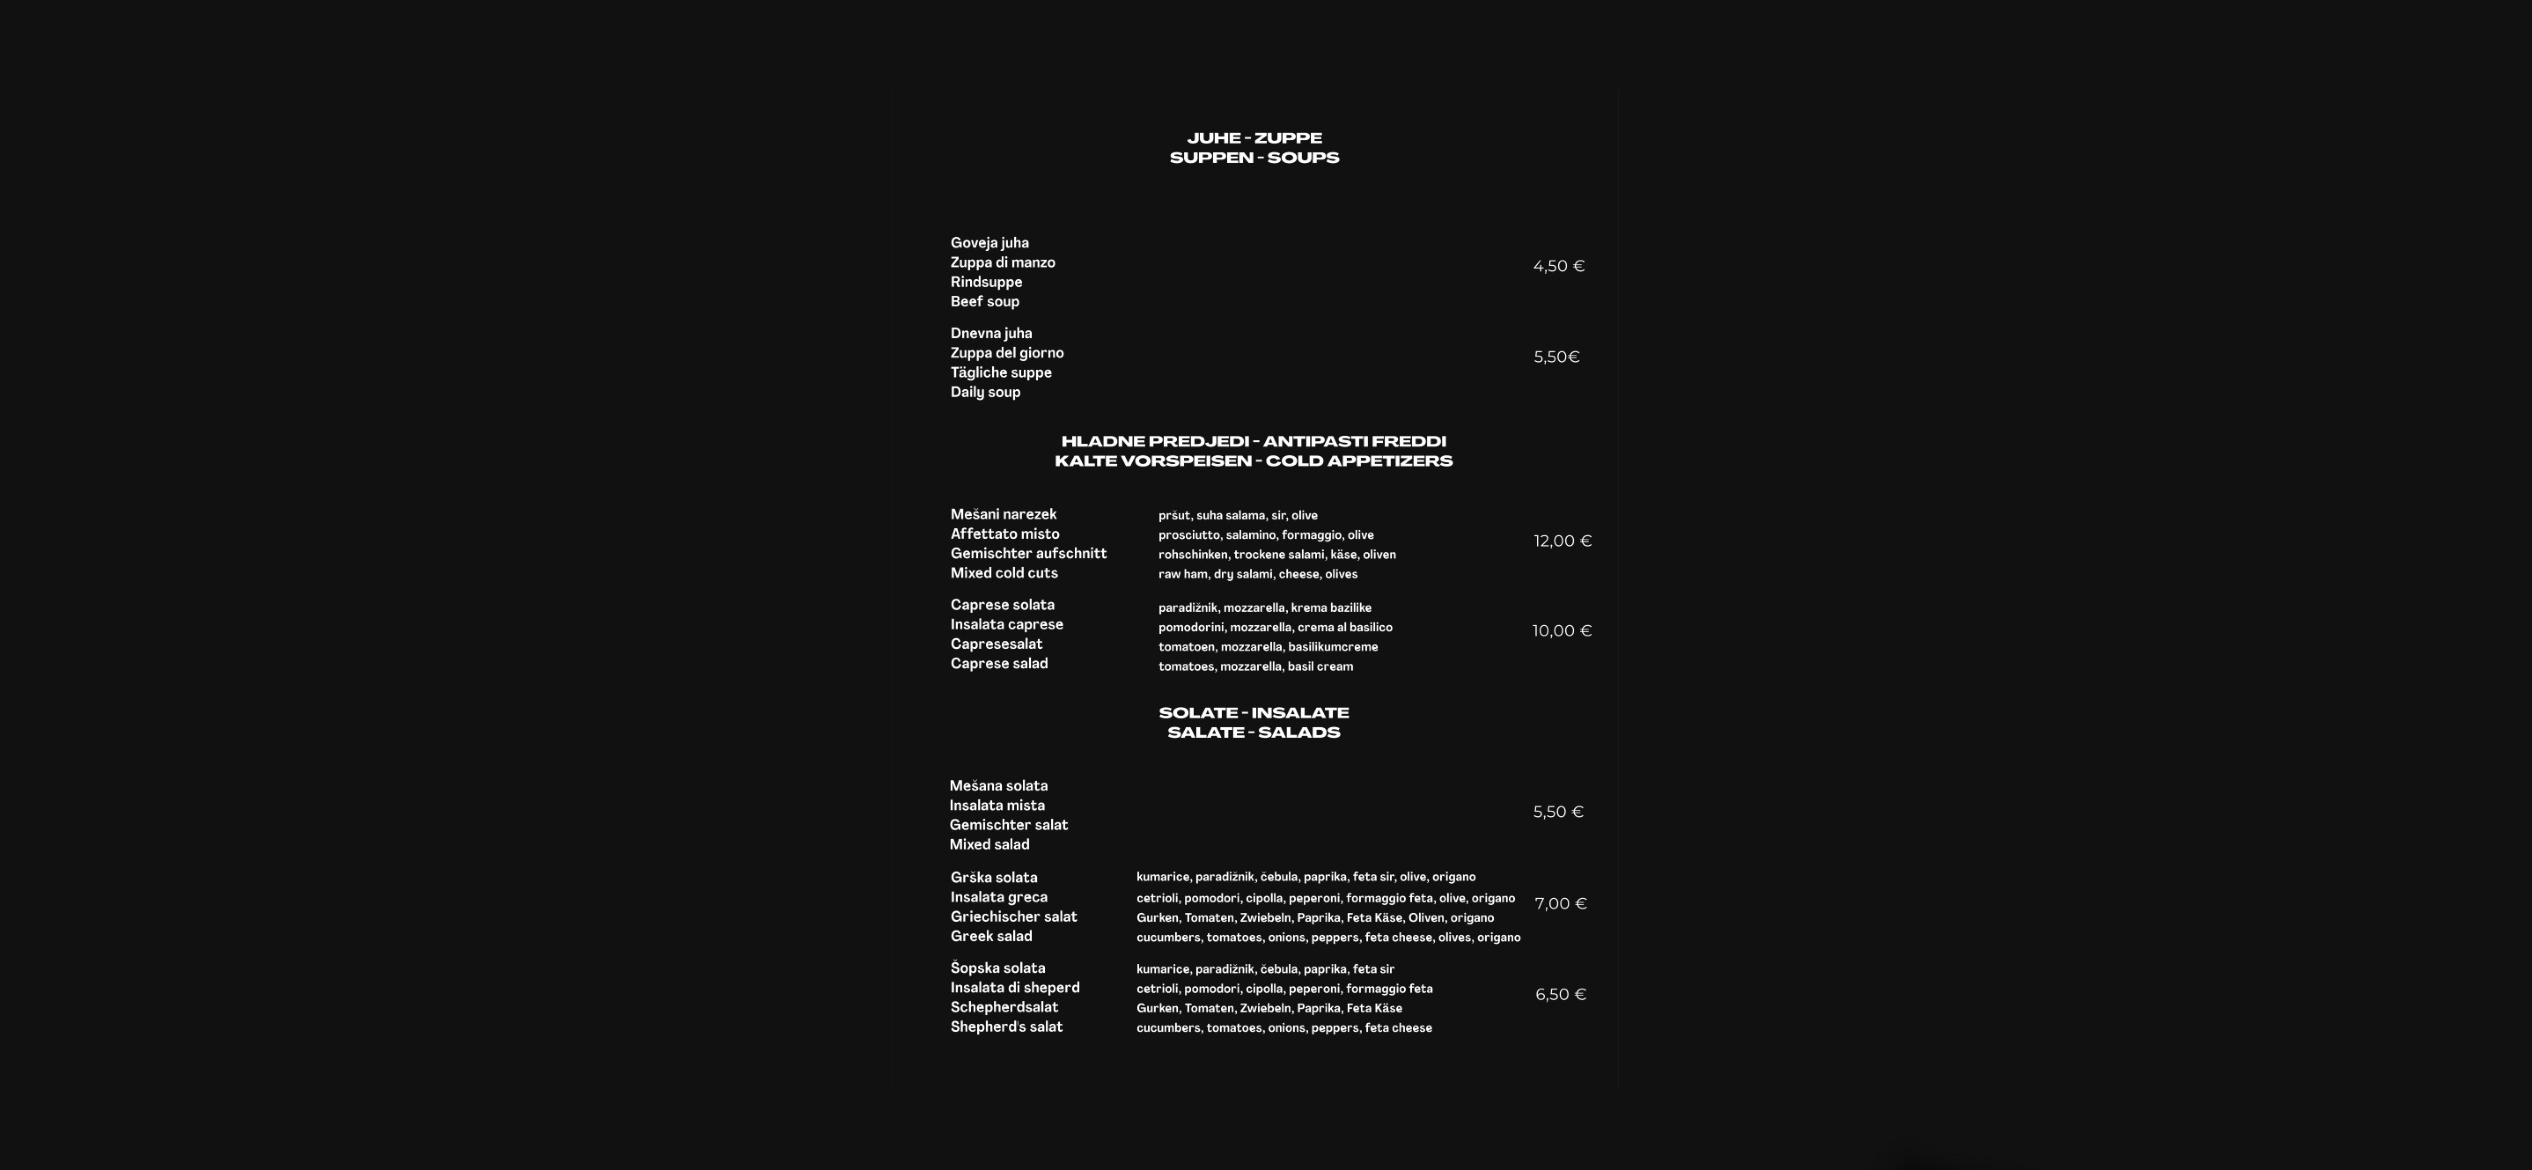 JUHE - ZUPPE
SUPPEN - SOUPS
Goveja juha
Zuppa di manzo
Rindsuppe
Beef soup
4,50 €
Dnevna juha
Zuppa del giorno
Tägliche suppe
Daily soup
5,50€
HLADNE PREDJEDI - ANTIPASTI FREDDI
KALTE VORSPEISEN - COLD APPETIZERS
Mešani narezek
Affettato misto
Gemischter aufschnitt
Mixed cold cuts
pršut, suha salama, sir, olive
prosciutto, salamino, formaggio, olive
rohschinken, trockene salami, käse, oliven
raw ham, dry salami, cheese, olives
12,00 €
Caprese solata
Insalata caprese
Capresesalat
Caprese salad
paradižnik, mozzarella, krema bazilike
pomodorini, mozzarella, crema al basilico
tomatoen, mozzarella, basilikumcreme
tomatoes, mozzarella, basil cream
10,00 €
SOLATE - INSALATE
SALATE - SALADS
Mešana solata
Insalata mista
Gemischter salat
Mixed salad
5,50 €
Grška solata
Insalata greca
Griechischer salat
Greek salad
kumarice, paradižnik, čebula, paprika, feta sir, olive, origano
cetrioli, pomodori, cipolla, peperoni, formaggio feta, olive, origano
Gurken, Tomaten, Zwiebeln, Paprika, Feta Käse, Oliven, origano
cucumbers, tomatoes, onions, peppers, feta cheese, olives, origano
7,00 €
Šopska solata
Insalata di sheperd
Schepherdsalat
Shepherd's salat
kumarice, paradižnik, čebula, paprika, feta sir
cetrioli, pomodori, cipolla, peperoni, formaggio feta
Gurken, Tomaten, Zwiebeln, Paprika, Feta Käse
cucumbers, tomatoes, onions, peppers, feta cheese
6,50 €